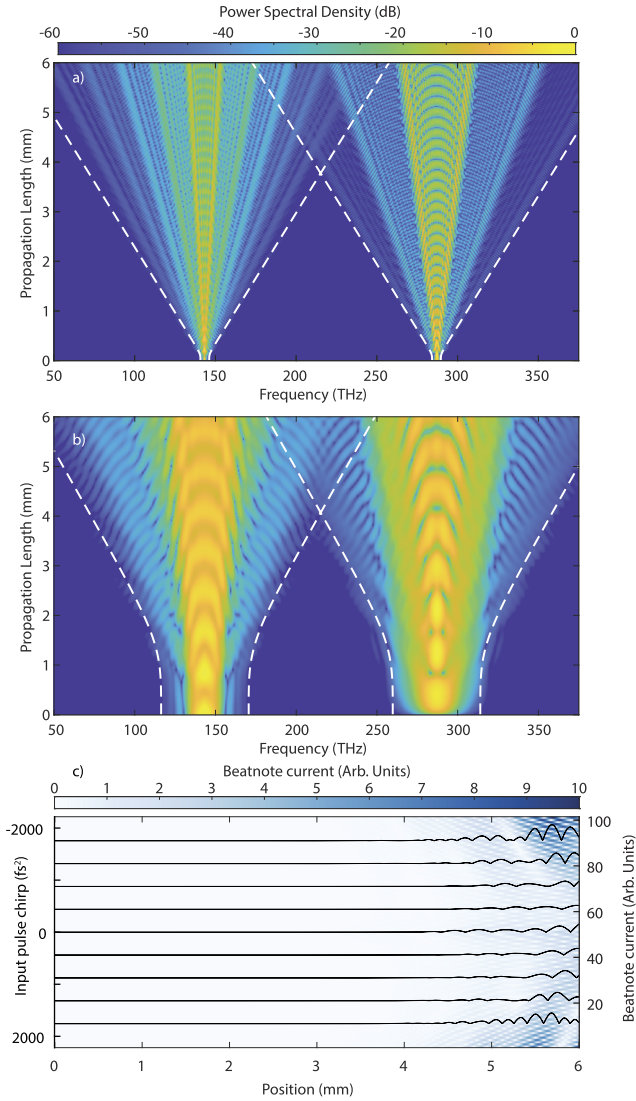 Power Spectral Density (dB)
-60 -50 -40 -30 -20 -10 0
a)
6
5
4
3
2
1
0
Propagation Length (mm)
50 100 150 200 250 300 350
Frequency (THz)
b)
6
5
4
3
2
1
0
Propagation Length (mm)
50 100 150 200 250 300 350
Frequency (THz)
c)
Beatnote current (Arb. Units)
0 1 2 3 4 5 6 7 8 9 10
-2000
0
2000
Input pulse chirp (fs²)
100
80
60
40
20
Beatnote current (Arb. Units)
0 1 2 3 4 5 6
Position (mm)